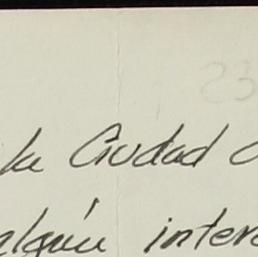 23
la Ciudad
algún inter